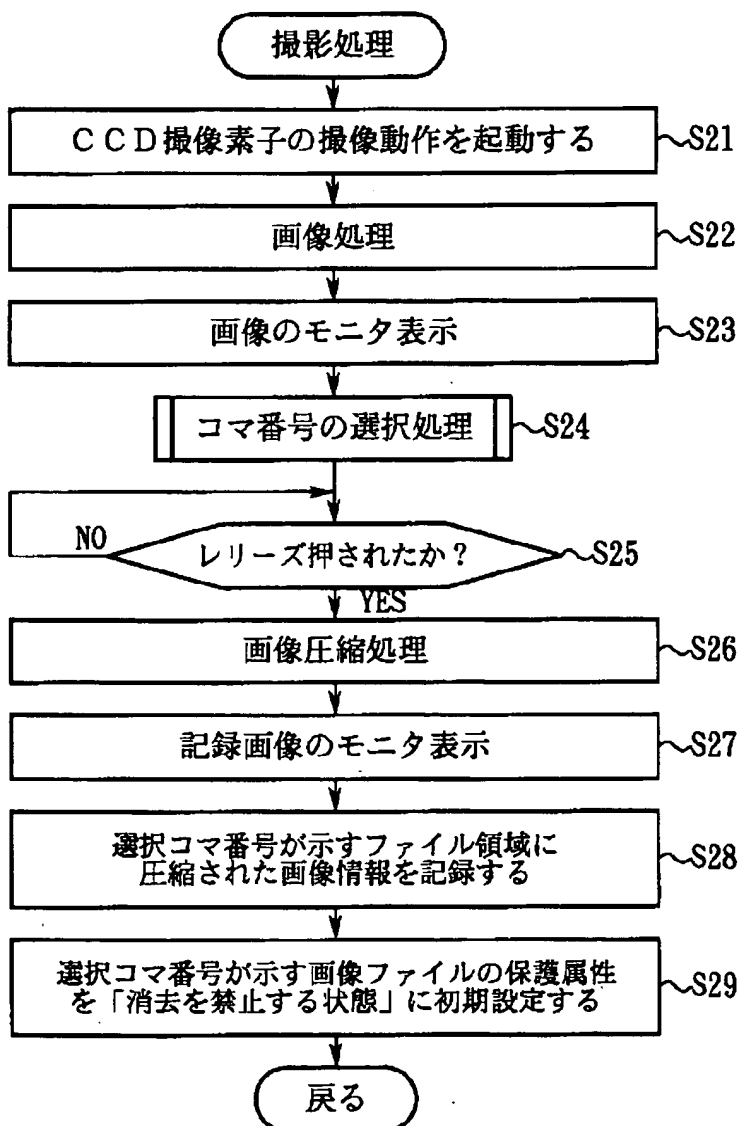 撮影処理
ＣＣＤ撮像素子の撮像動作を起動する
S21
画像処理
S22
画像のモニタ表示
S23
コマ番号の選択処理
S24
NO
レリーズ押されたか？
S25
YES
画像圧縮処理
S26
記録画像のモニタ表示
S27
選択コマ番号が示すファイル領域に
圧縮された画像情報を記録する
S28
選択コマ番号が示す画像ファイルの保護属性
を「消去を禁止する状態」に初期設定する
S29
戻る